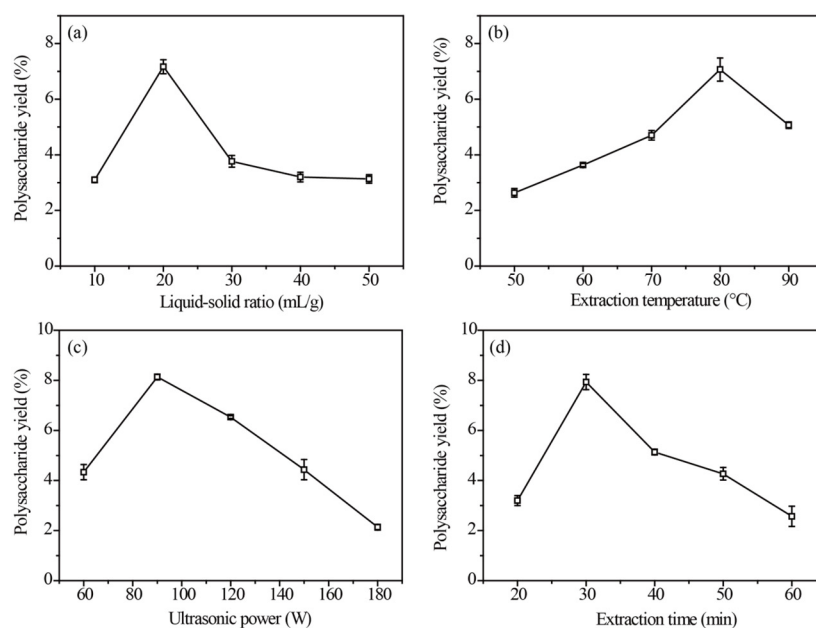 (a)
Polysaccharide yield (%)
8
6
4
2
0
10 20 30 40 50
Liquid-solid ratio (mL/g)
(b)
Polysaccharide yield (%)
8
6
4
2
0
50 60 70 80 90
Extraction temperature (°C)
(c)
Polysaccharide yield (%)
10
8
6
4
2
0
60 80 100 120 140 160 180
Ultrasonic power (W)
(d)
Polysaccharide yield (%)
10
8
6
4
2
0
20 30 40 50 60
Extraction time (min)